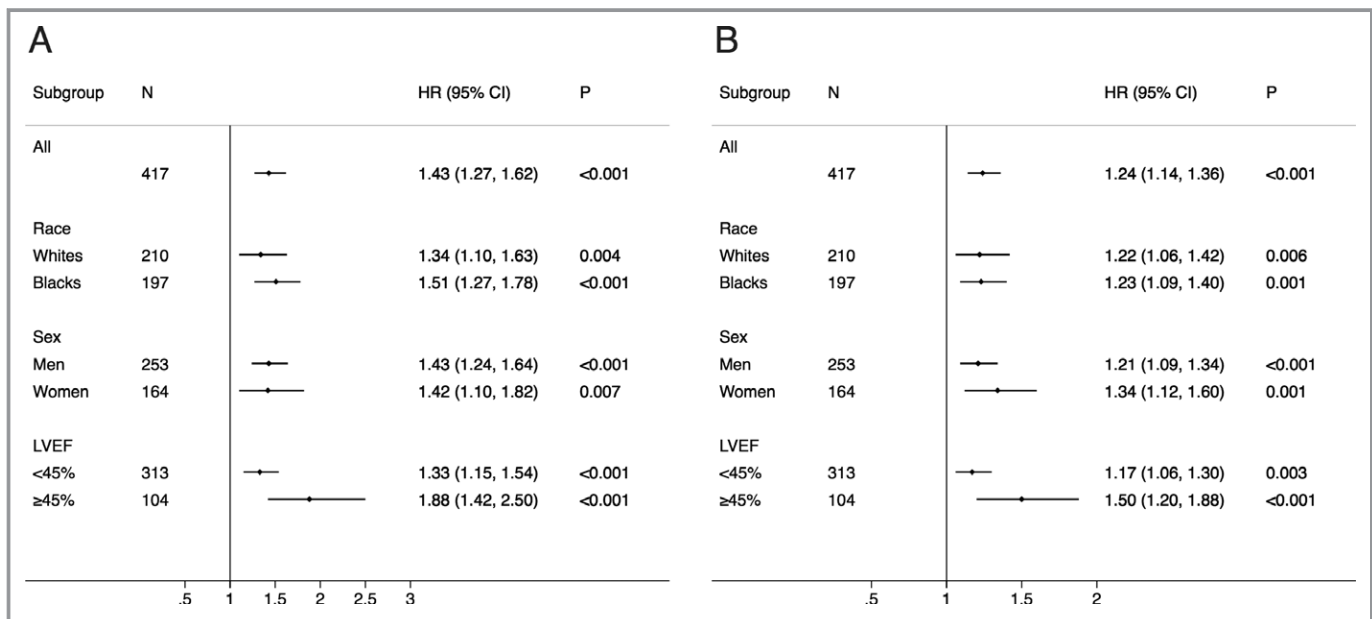 A
Subgroup N HR (95% CI) P
All
417 1.43 (1.27, 1.62) <0.001
Race
Whites 210 1.34 (1.10, 1.63) 0.004
Blacks 197 1.51 (1.27, 1.78) <0.001
Sex
Men 253 1.43 (1.24, 1.64) <0.001
Women 164 1.42 (1.10, 1.82) 0.007
LVEF
<45% 313 1.33 (1.15, 1.54) <0.001
≥45% 104 1.88 (1.42, 2.50) <0.001
.5 1 1.5 2 2.5 3
B
Subgroup N HR (95% CI) P
All
417 1.24 (1.14, 1.36) <0.001
Race
Whites 210 1.22 (1.06, 1.42) 0.006
Blacks 197 1.23 (1.09, 1.40) 0.001
Sex
Men 253 1.21 (1.09, 1.34) <0.001
Women 164 1.34 (1.12, 1.60) 0.001
LVEF
<45% 313 1.17 (1.06, 1.30) 0.003
≥45% 104 1.50 (1.20, 1.88) <0.001
.5 1 1.5 2